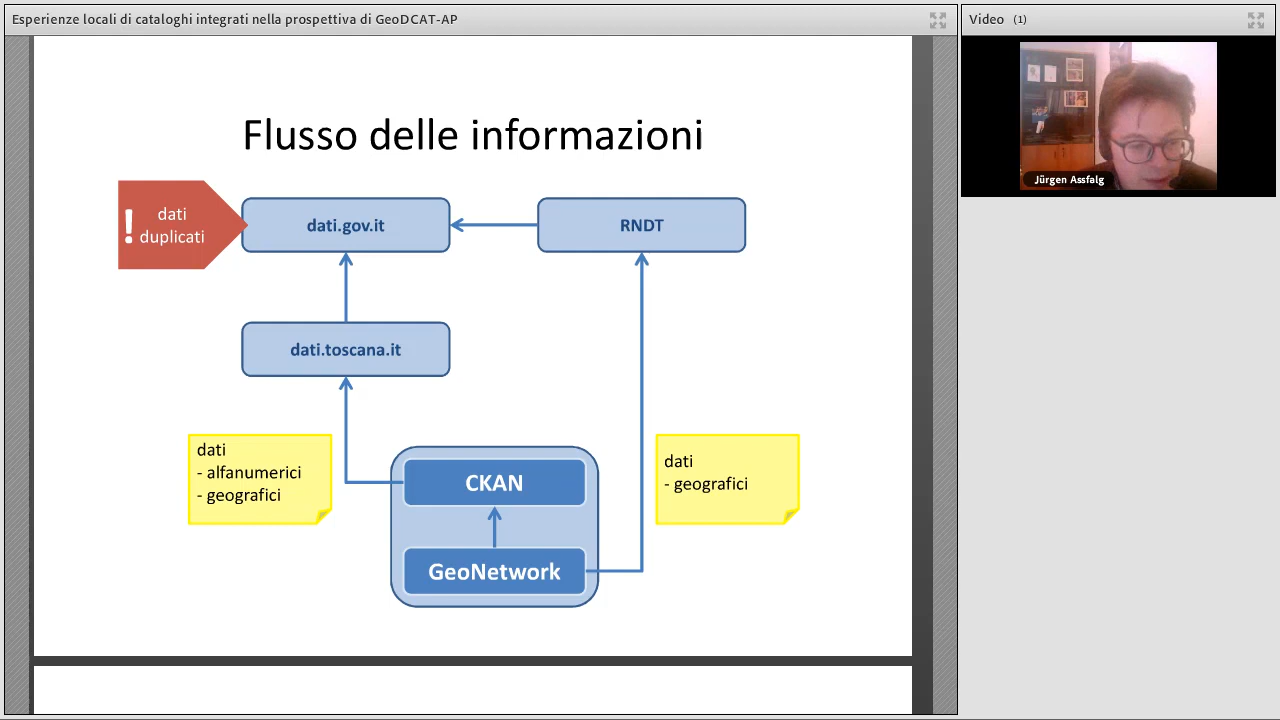 Esperienze locali di cataloghi integrati nella prospettiva di GeoDCAT-AP
Video (1)
Jürgen Assfalg
Flusso delle informazioni
! dati
duplicati
dati.gov.it
RNDT
dati.toscana.it
dati
- alfanumerici
- geografici
CKAN
GeoNetwork
dati
- geografici